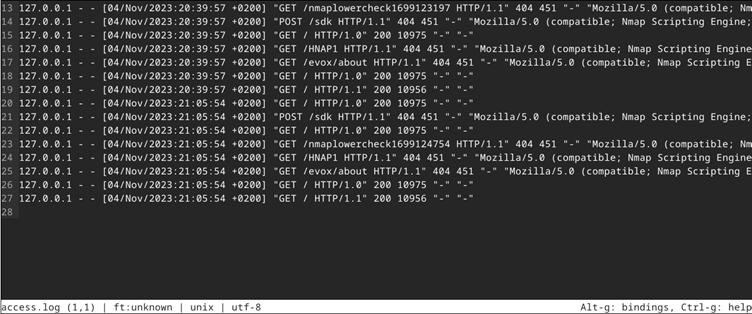 13 127.0.0.1 - - [04/Nov/2023:20:39:57 +0200] "GET /nmaplowercheck1699123197 HTTP/1.1" 404 451 "-" "Mozilla/5.0 (compatible; Nm
14 127.0.0.1 - - [04/Nov/2023:20:39:57 +0200] "POST /sdk HTTP/1.1" 404 451 "-" "Mozilla/5.0 (compatible; Nmap Scripting Engine;
15 127.0.0.1 - - [04/Nov/2023:20:39:57 +0200] "GET / HTTP/1.0" 200 10975 "-" "-"
16 127.0.0.1 - - [04/Nov/2023:20:39:57 +0200] "GET /HNAP1 HTTP/1.1" 404 451 "-" "Mozilla/5.0 (compatible; Nmap Scripting Engine
17 127.0.0.1 - - [04/Nov/2023:20:39:57 +0200] "GET /evox/about HTTP/1.1" 404 451 "-" "Mozilla/5.0 (compatible; Nmap Scripting E
18 127.0.0.1 - - [04/Nov/2023:20:39:57 +0200] "GET / HTTP/1.0" 200 10975 "-" "-"
19 127.0.0.1 - - [04/Nov/2023:20:39:57 +0200] "GET / HTTP/1.1" 200 10956 "-" "-"
20 127.0.0.1 - - [04/Nov/2023:21:05:54 +0200] "GET / HTTP/1.0" 200 10975 "-" "-"
21 127.0.0.1 - - [04/Nov/2023:21:05:54 +0200] "POST /sdk HTTP/1.1" 404 451 "-" "Mozilla/5.0 (compatible; Nmap Scripting Engine;
22 127.0.0.1 - - [04/Nov/2023:21:05:54 +0200] "GET / HTTP/1.0" 200 10975 "-" "-"
23 127.0.0.1 - - [04/Nov/2023:21:05:54 +0200] "GET /nmaplowercheck1699124754 HTTP/1.1" 404 451 "-" "Mozilla/5.0 (compatible; Nm
24 127.0.0.1 - - [04/Nov/2023:21:05:54 +0200] "GET /HNAP1 HTTP/1.1" 404 451 "-" "Mozilla/5.0 (compatible; Nmap Scripting Engine
25 127.0.0.1 - - [04/Nov/2023:21:05:54 +0200] "GET /evox/about HTTP/1.1" 404 451 "-" "Mozilla/5.0 (compatible; Nmap Scripting E
26 127.0.0.1 - - [04/Nov/2023:21:05:54 +0200] "GET / HTTP/1.0" 200 10975 "-" "-"
27 127.0.0.1 - - [04/Nov/2023:21:05:54 +0200] "GET / HTTP/1.1" 200 10956 "-" "-"
28
access.log (1,1) | ft:unknown | unix | utf-8 Alt-g: bindings, Ctrl-g: help